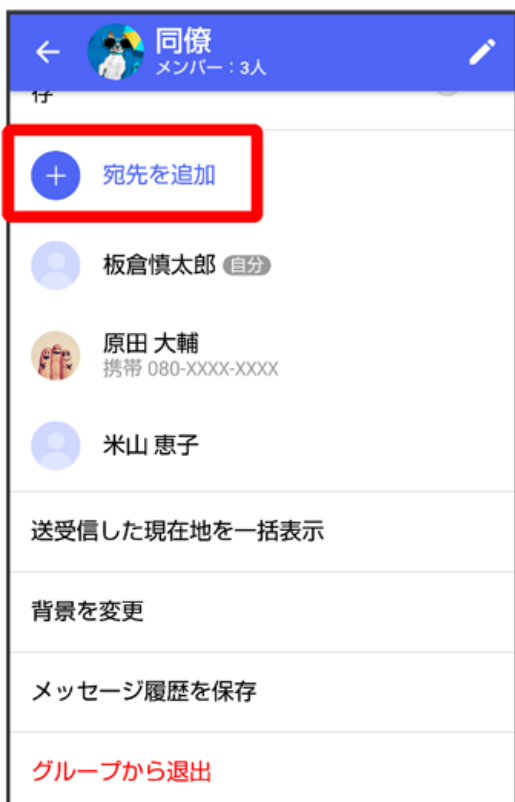 同僚
メンバー：3人
存
宛先を追加
板倉慎太郎 自分
原田 大輔
携帯 080-XXXX-XXXX
米山 恵子
送受信した現在地を一括表示
背景を変更
メッセージ履歴を保存
グループから退出